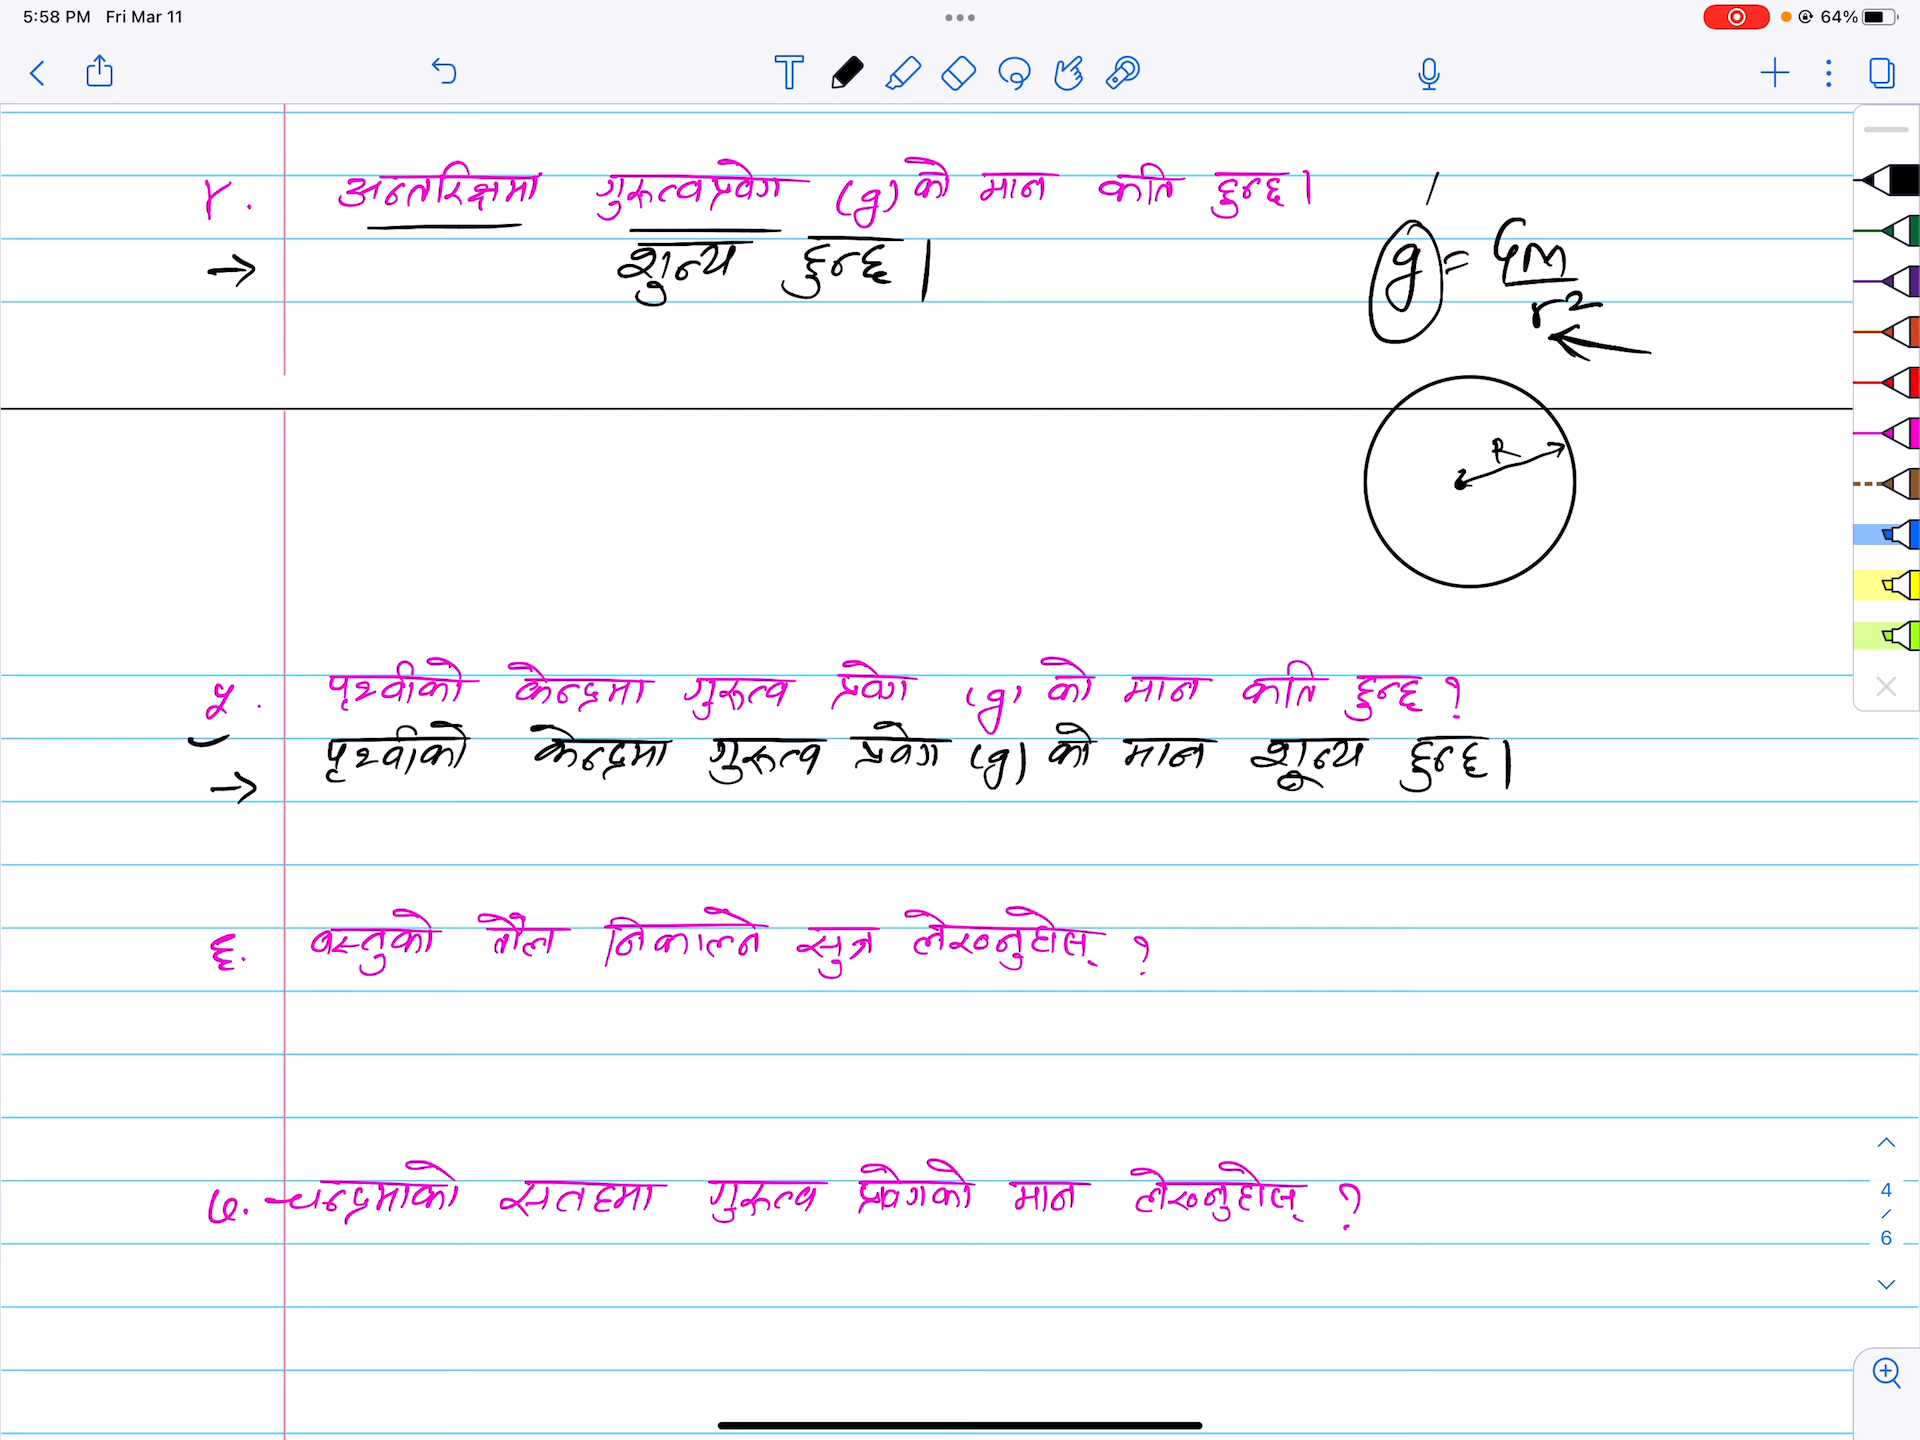 5:58 PM Fri Mar 11
64%
४. अन्तरिक्षमा गुरुत्वप्रवेग (g) को मान कति हुन्छ।
→ शुन्य हुन्छ।
g = GM
r²
R
५. पृथ्वीको केन्द्रमा गुरुत्व प्रवेग (g) को मान कति हुन्छ ?
→ पृथ्वीको केन्द्रमा गुरुत्व प्रवेग (g) को मान शून्य हुन्छ।
६. वस्तुको तौल निकाल्ने सुत्र लेख्नुहोस् ?
७. चन्द्रमाको सतहमा गुरुत्व प्रवेगको मान लेख्नुहोस् ?
4
/
6